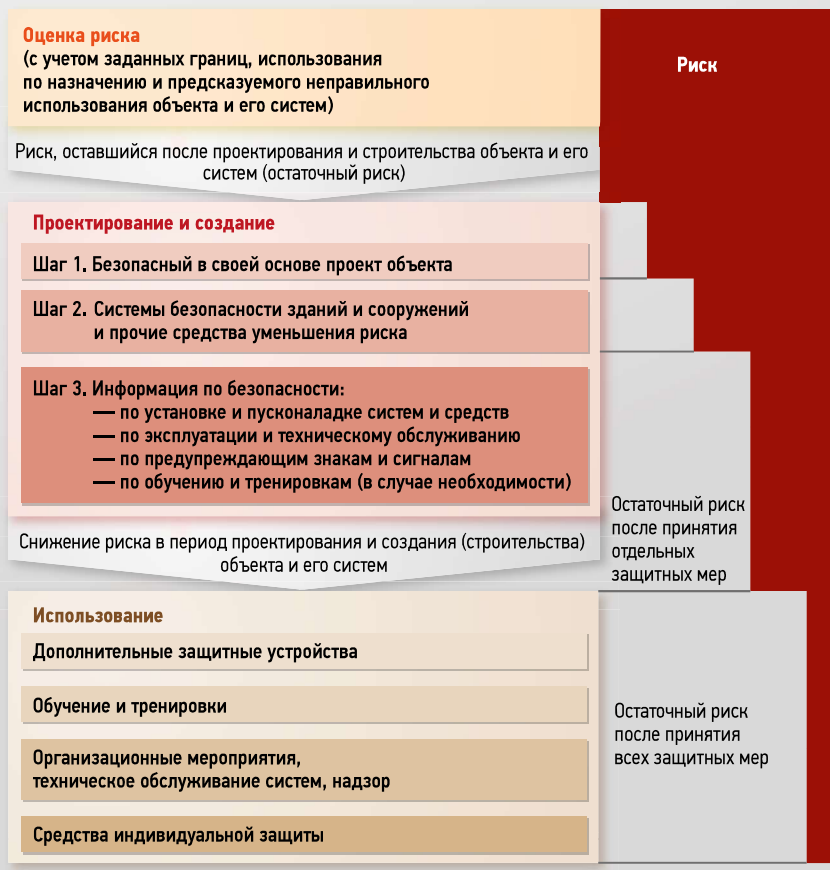 Оценка риска
(с учетом заданных границ, использования
по назначению и предсказуемого неправильного
использования объекта и его систем)
Риск
Риск, оставшийся после проектирования и строительства объекта и его
систем (остаточный риск)
Проектирование и создание
Шаг 1. Безопасный в своей основе проект объекта
Шаг 2. Системы безопасности зданий и сооружений
и прочие средства уменьшения риска
Шаг 3. Информация по безопасности:
— по установке и пусконаладке систем и средств
— по эксплуатации и техническому обслуживанию
— по предупреждающим знакам и сигналам
— по обучению и тренировкам (в случае необходимости)
Остаточный риск
после принятия
отдельных
защитных мер
Снижение риска в период проектирования и создания (строительства)
объекта и его систем
Использование
Дополнительные защитные устройства
Обучение и тренировки
Организационные мероприятия,
техническое обслуживание систем, надзор
Средства индивидуальной защиты
Остаточный риск
после принятия
всех защитных мер